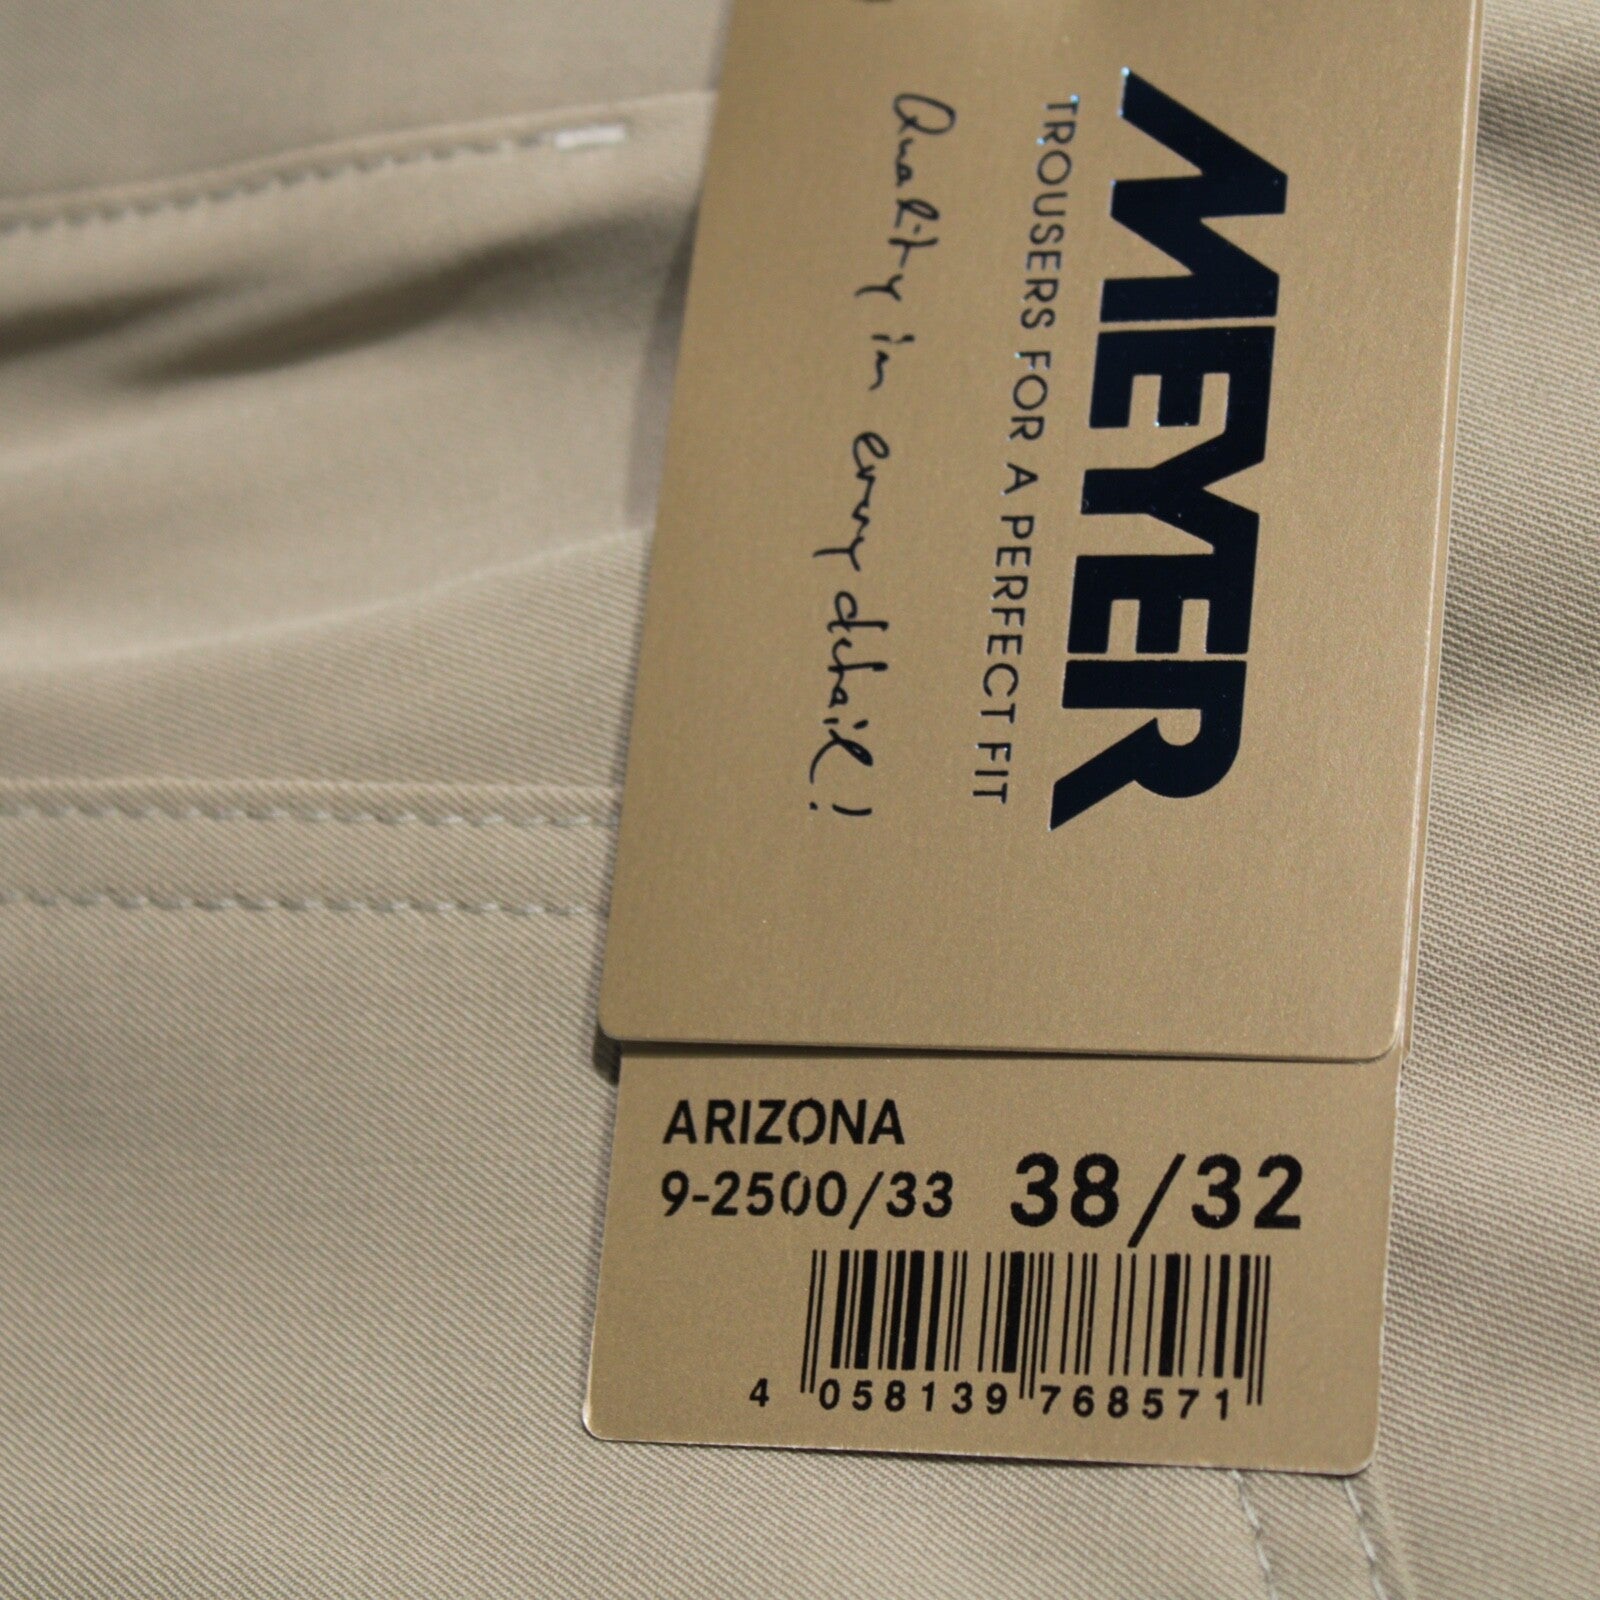 MEYER
TROUSERS FOR A PERFECT FIT
Quality in every detail!
ARIZONA
9-2500/33 38/32
4 058139 768571